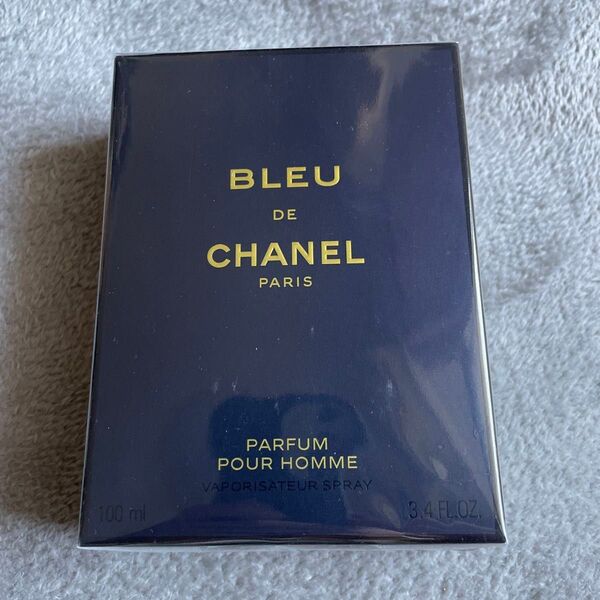 BLEU
DE
CHANEL
PARIS
PARFUM
POUR HOMME
VAPORISATEUR SPRAY
100 ml 3.4 FL.OZ.